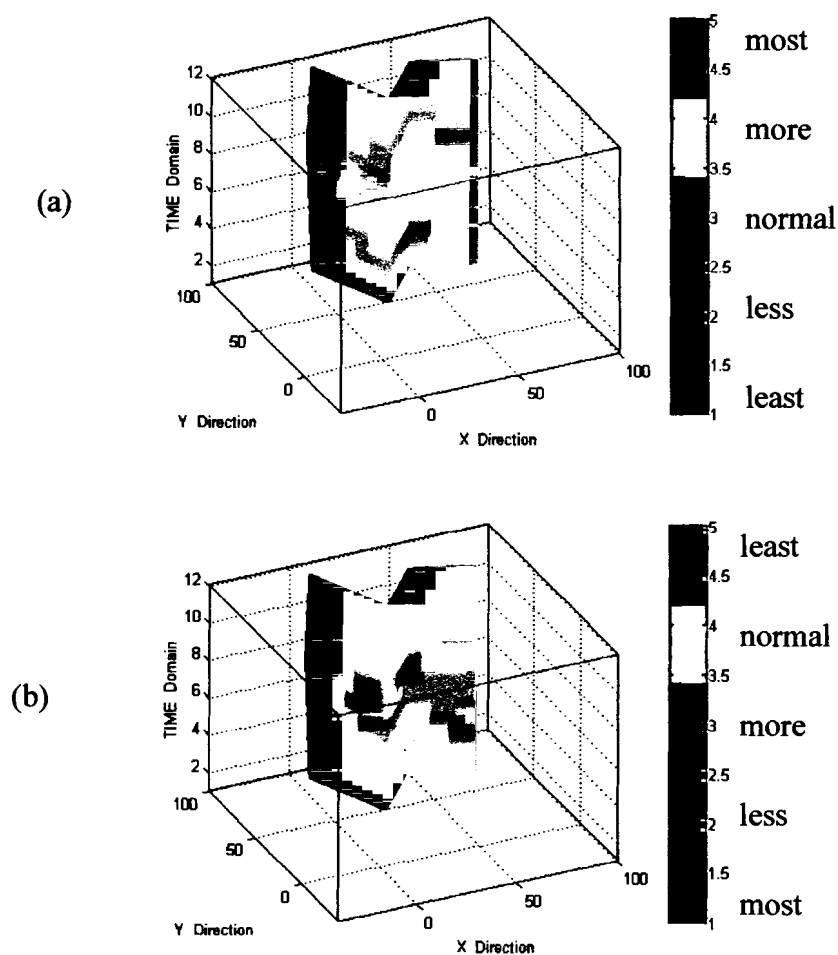 (a)
TIME Domain
12
10
8
6
4
2
100
50
0
Y Direction
0
50
100
X Direction
5
4.5
4
3.5
3
2.5
2
1.5
1
most
more
normal
less
least
(b)
TIME Domain
12
10
8
6
4
2
100
50
0
Y Direction
0
50
100
X Direction
5
4.5
4
3.5
3
2.5
2
1.5
1
least
normal
more
less
most